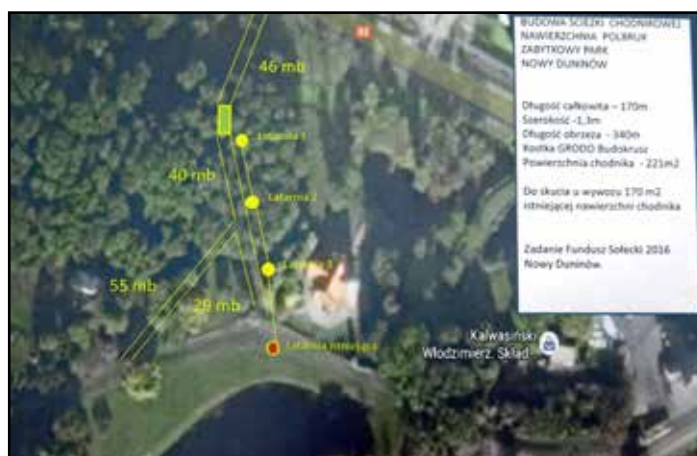 BUDOWA ŚCIEŻKI CHODNIKOWEJ
NAWIERZCHNIA POLBRUK
ZABYTKOWY PARK
NOWY DUNINÓW
Długość całkowita – 170m
Szerokość -1,3m
Długość obrzeża - 340m
Kostka GRODO Budokrusz
Powierzchnia chodnika - 221m2
Do skucia u wywozu 170 m2
istniejącej nawierzchni chodnika
Zadanie Fundusz Sołecki 2016
Nowy Duninów.
46 mb
Latarnia 1
40 mb
Latarnia 2
55 mb
Latarnia 3
29 mb
Latarnia istniejąca
Kalwasiński
Włodzimierz. Skład